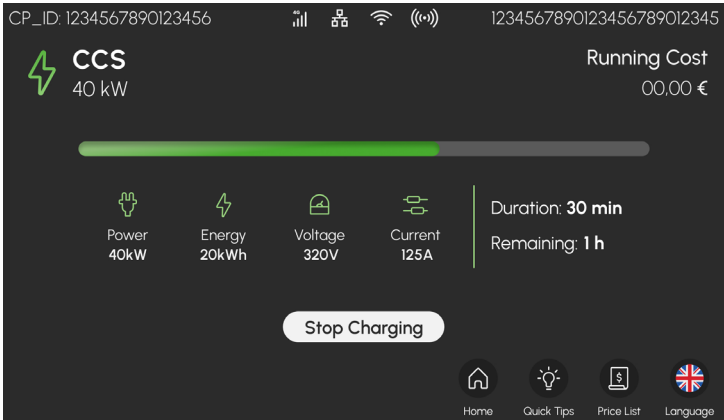 CP_ID: 1234567890123456
4G
1234567890123456789012345
CCS
40 kW
Running Cost
00,00 €
Power
40kW
Energy
20kWh
Voltage
320V
Current
125A
Duration: 30 min
Remaining: 1 h
Stop Charging
$
Home
Quick Tips
Price List
Language